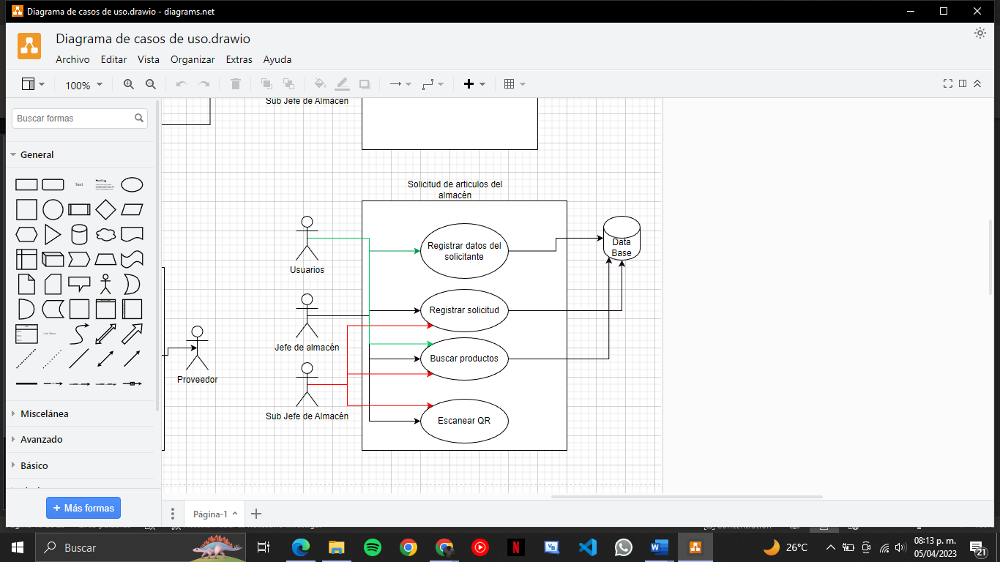 Diagrama de casos de uso.drawio - diagrams.net
Diagrama de casos de uso.drawio
Archivo Editar Vista Organizar Extras Ayuda
100%
Buscar formas
General
Text
Heading
Miscelánea
Avanzado
Básico
+ Más formas
Sub Jefe de Almacén
Solicitud de articulos del
almacén
Usuarios
Registrar datos del
solicitante
Data
Base
Jefe de almacén
Registrar solicitud
Proveedor
Buscar productos
Sub Jefe de Almacén
Escanear QR
Página-1
Buscar
26°C
08:13 p. m.
05/04/2023
21